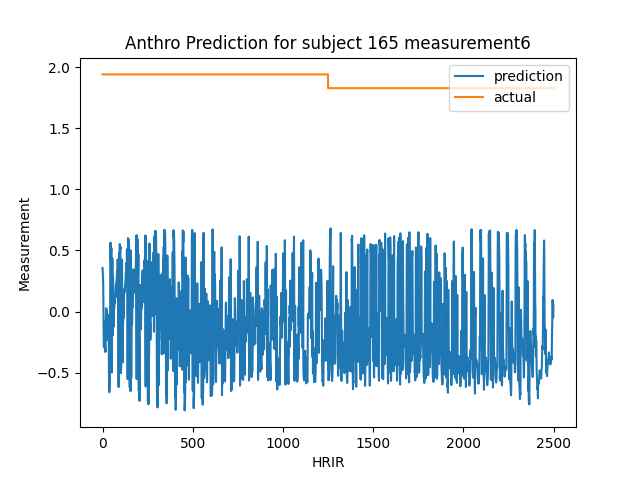 Anthro Prediction for subject 165 measurement6
prediction
actual
Measurement
2.0
1.5
1.0
0.5
0.0
−0.5
0 500 1000 1500 2000 2500
HRIR